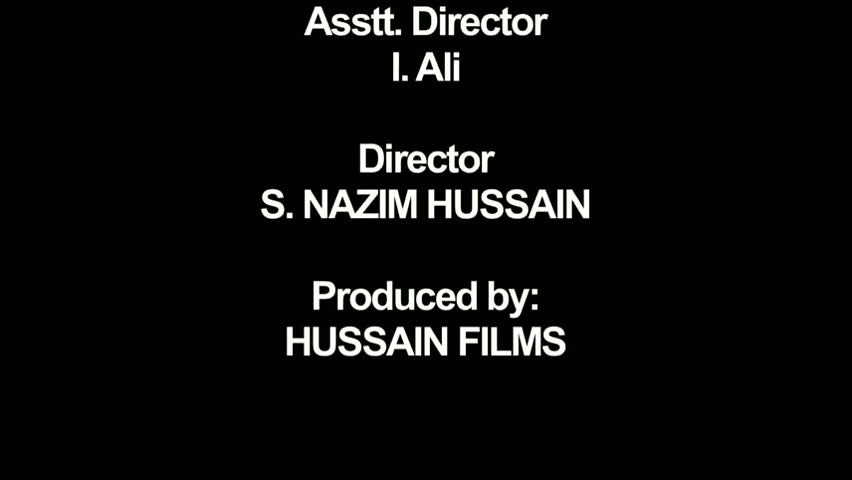 Asstt. Director
I. Ali
Director
S. NAZIM HUSSAIN
Produced by:
HUSSAIN FILMS